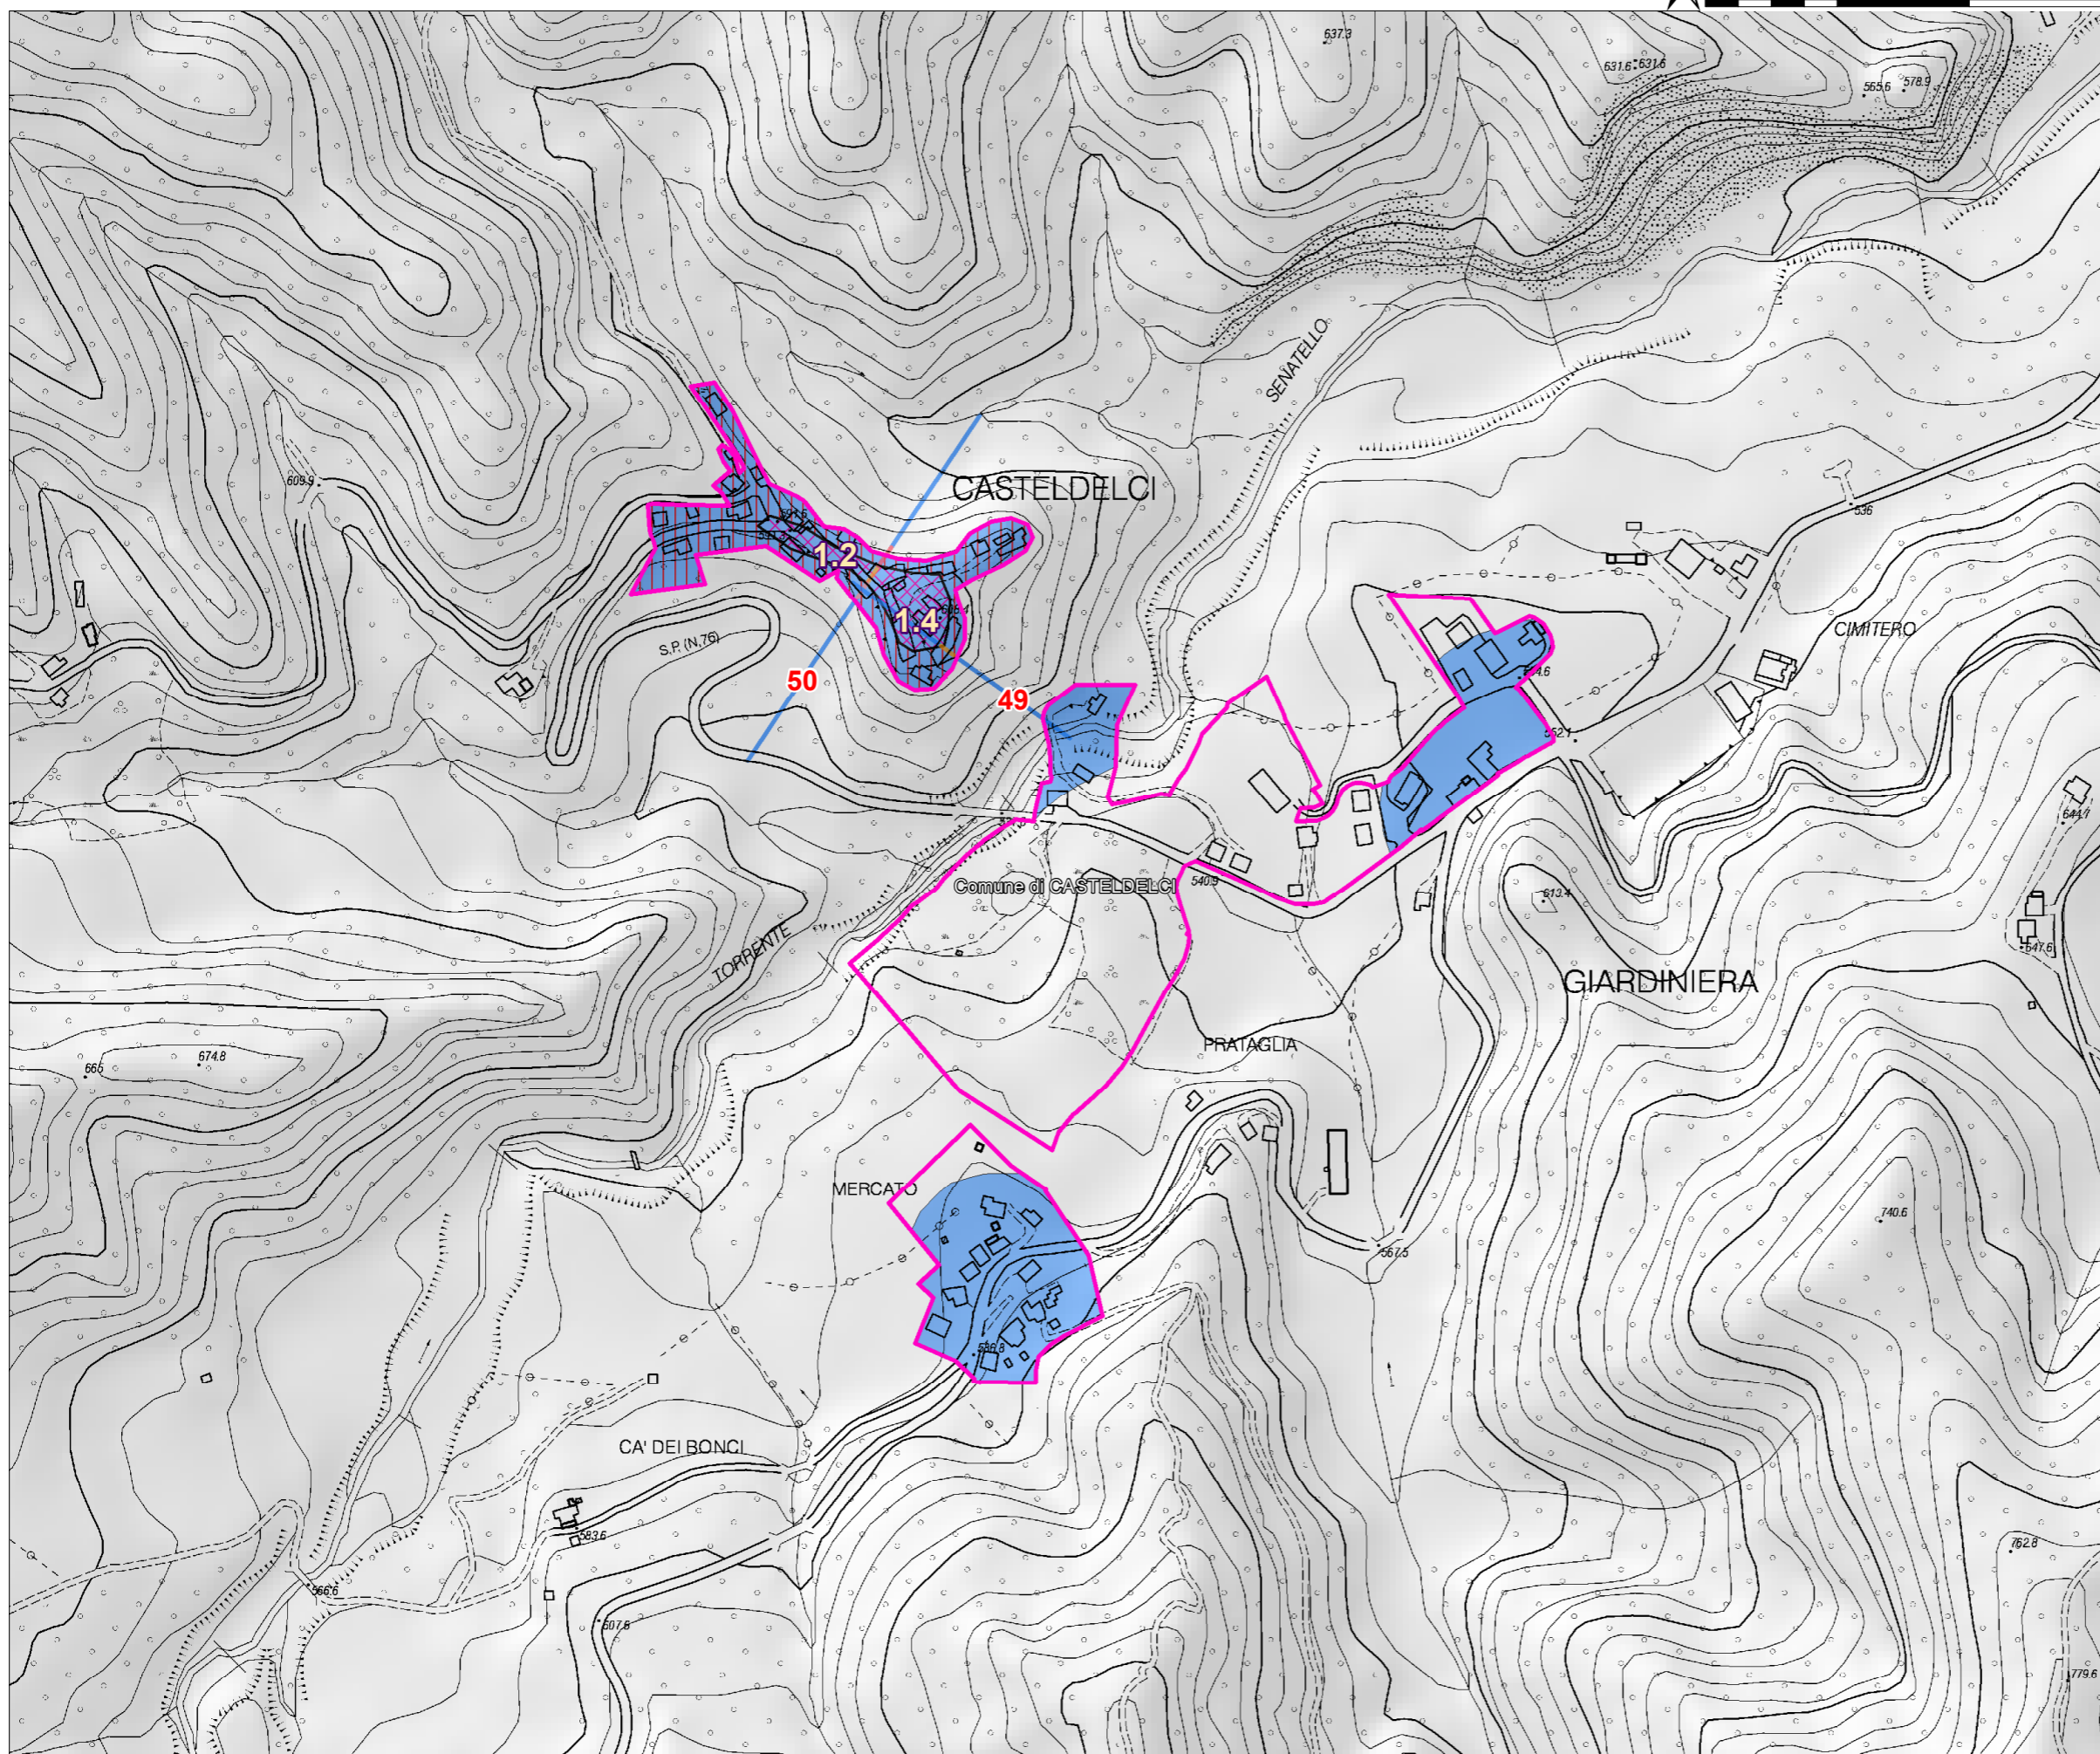 637.3
631.6 631.6
565.6
578.9
SENATELLO
609.9
CASTELDELCI
536
1.2
1.4
S.P. (N.76)
CIMITERO
50
49
552.1
644.7
Comune di CASTELDELCI
540.9
613.4
TORRENTE
547.6
GIARDINIERA
PRATAGLIA
674.8
665
MERCATO
740.6
567.5
CA' DEI BONCI
583.6
762.8
566.6
607.6
779.6